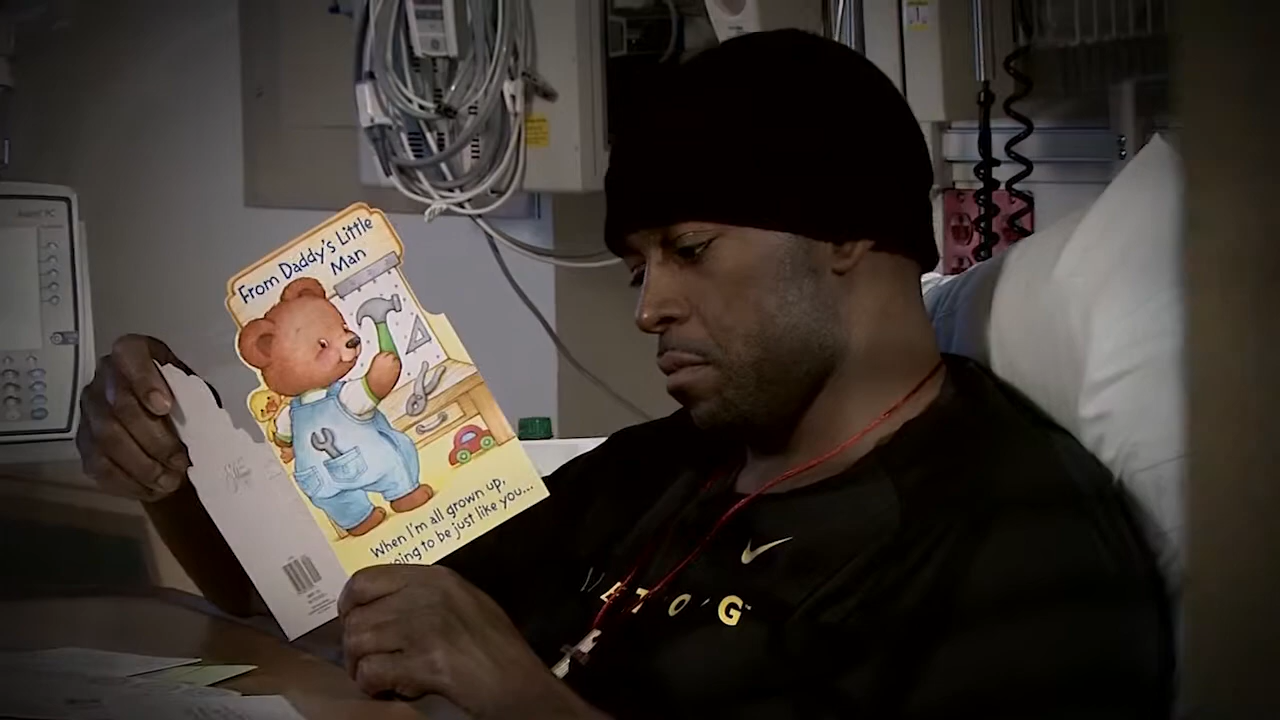 From Daddy's Little
Man
When I'm all grown up,
going to be just like you...